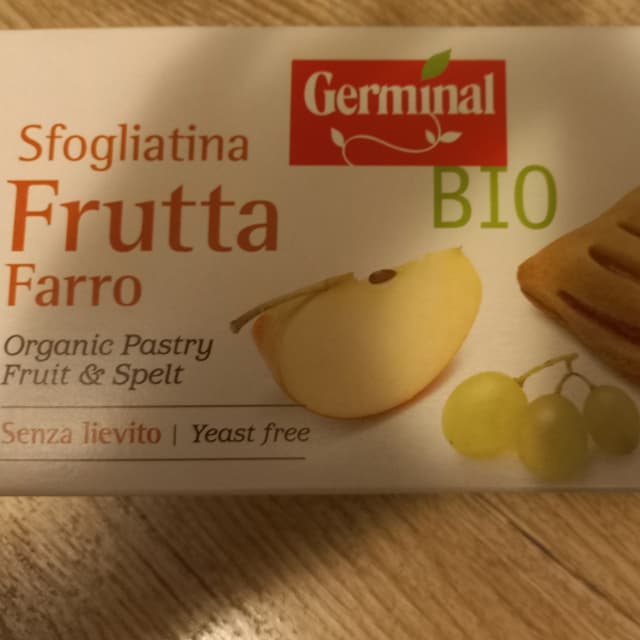 Germinal
BIO
Sfogliatina
Frutta
Farro
Organic Pastry
Fruit & Spelt
Senza lievito | Yeast free